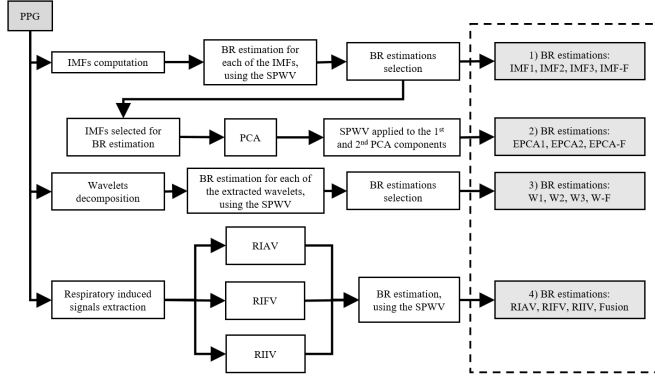 PPG
IMFs computation
BR estimation for
each of the IMFs,
using the SPWV
BR estimations
selection
1) BR estimations:
IMF1, IMF2, IMF3, IMF-F
IMFs selected for
BR estimation
PCA
SPWV applied to the 1st
and 2nd PCA components
2) BR estimations:
EPCA1, EPCA2, EPCA-F
Wavelets
decomposition
BR estimation for each of
the extracted wavelets,
using the SPWV
BR estimations
selection
3) BR estimations:
W1, W2, W3, W-F
Respiratory induced
signals extraction
RIAV
RIFV
RIIV
BR estimation,
using the SPWV
4) BR estimations:
RIAV, RIFV, RIIV, Fusion